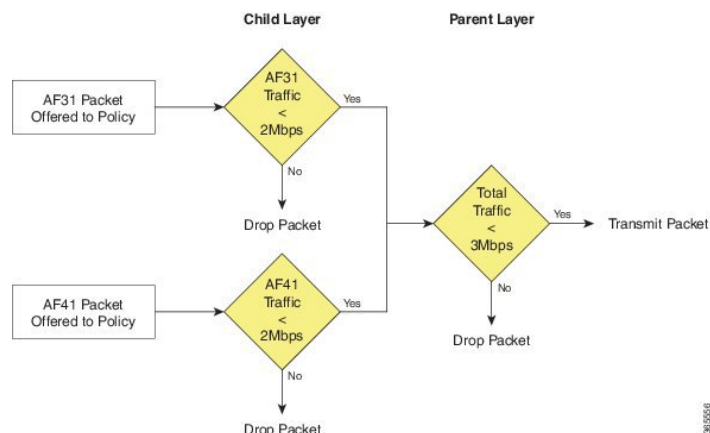 Child Layer
Parent Layer
AF31 Packet
Offered to Policy
AF31
Traffic
<
2Mbps
Yes
No
Drop Packet
Total
Traffic
<
3Mbps
Yes
Transmit Packet
No
Drop Packet
AF41 Packet
Offered to Policy
AF41
Traffic
<
2Mbps
Yes
No
Drop Packet
365556